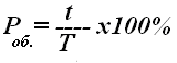 Pоб. = t/T x100%